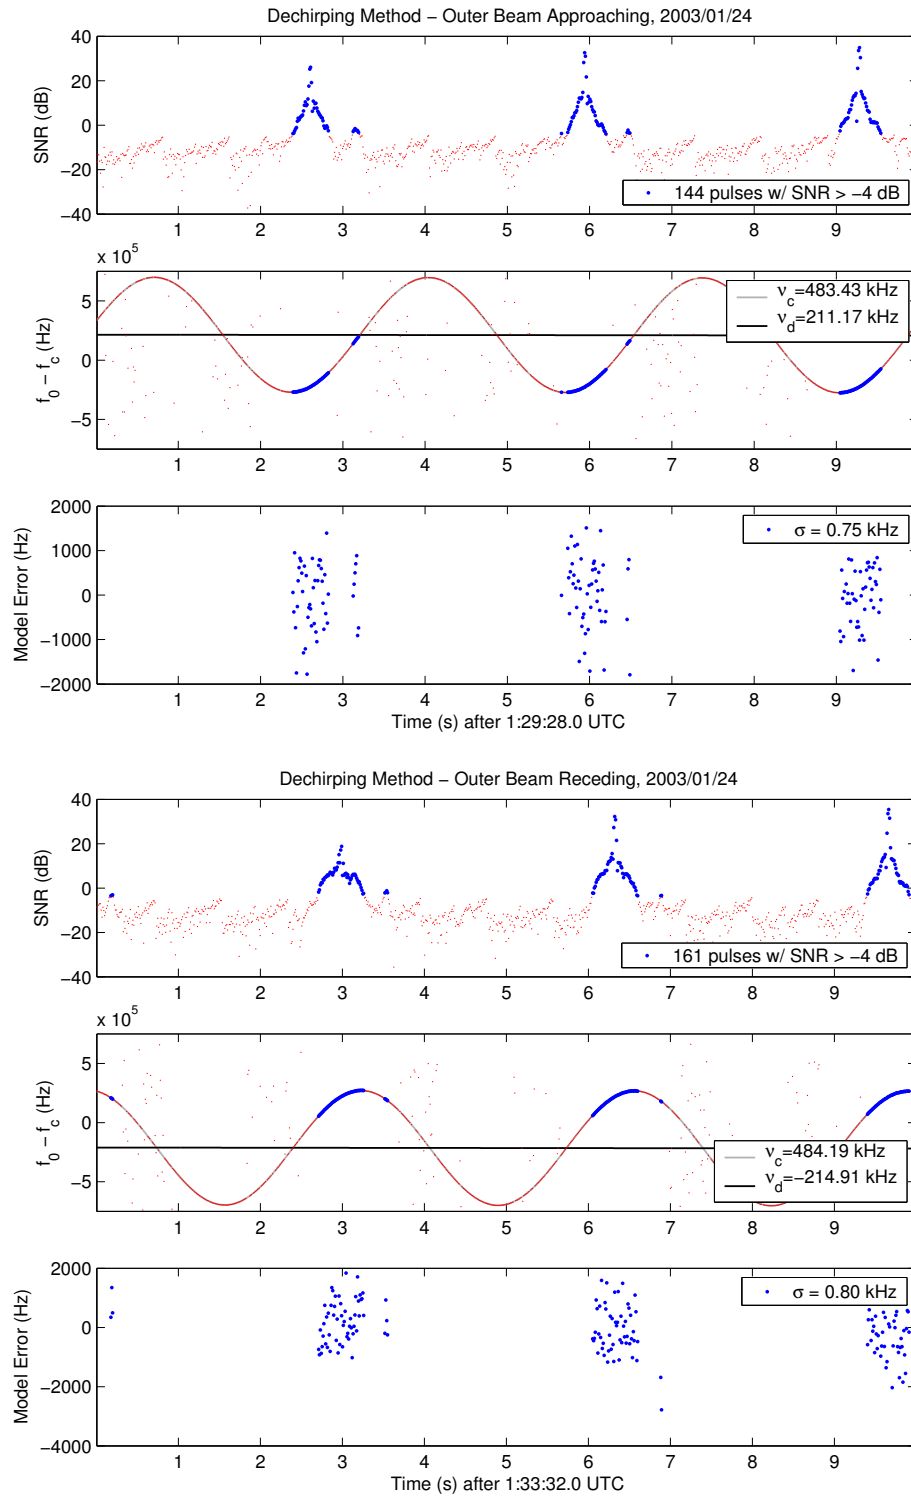 Dechirping Method − Outer Beam Approaching, 2003/01/24
SNR (dB)
40
20
0
−20
−40
144 pulses w/ SNR > −4 dB
1 2 3 4 5 6 7 8 9
x 10^5
f_0 − f_c (Hz)
5
0
−5
ν_c=483.43 kHz
ν_d=211.17 kHz
1 2 3 4 5 6 7 8 9
Model Error (Hz)
2000
1000
0
−1000
−2000
σ = 0.75 kHz
1 2 3 4 5 6 7 8 9
Time (s) after 1:29:28.0 UTC
Dechirping Method − Outer Beam Receding, 2003/01/24
SNR (dB)
40
20
0
−20
−40
161 pulses w/ SNR > −4 dB
1 2 3 4 5 6 7 8 9
x 10^5
f_0 − f_c (Hz)
5
0
−5
ν_c=484.19 kHz
ν_d=−214.91 kHz
1 2 3 4 5 6 7 8 9
Model Error (Hz)
2000
0
−2000
−4000
σ = 0.80 kHz
1 2 3 4 5 6 7 8 9
Time (s) after 1:33:32.0 UTC